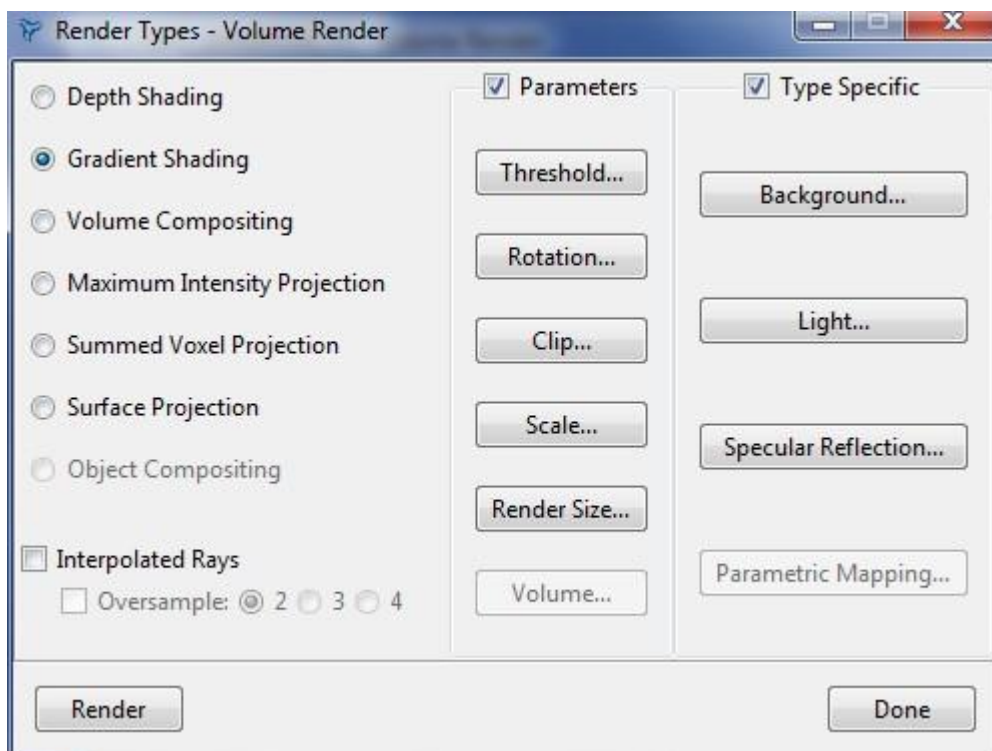 Render Types - Volume Render
Depth Shading
Gradient Shading
Volume Compositing
Maximum Intensity Projection
Summed Voxel Projection
Surface Projection
Object Compositing
Interpolated Rays
Oversample: 2 3 4
Parameters
Threshold...
Rotation...
Clip...
Scale...
Render Size...
Volume...
Type Specific
Background...
Light...
Specular Reflection...
Parametric Mapping...
Render
Done